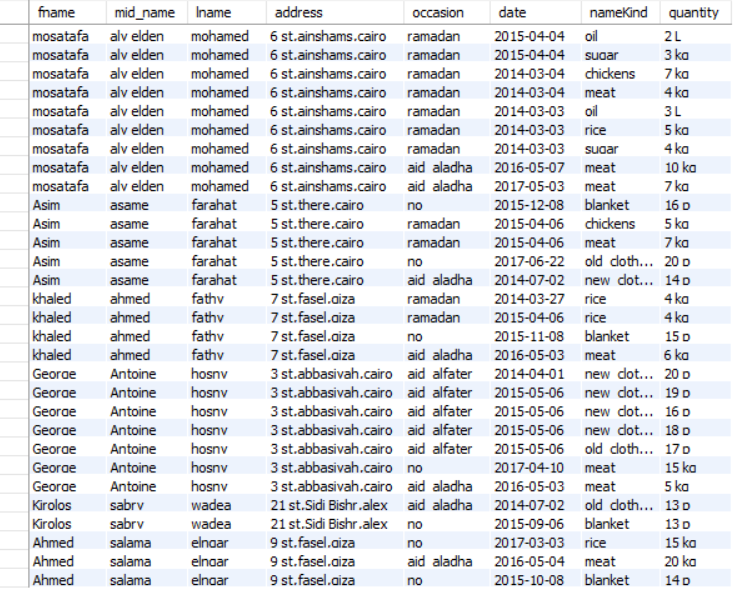 fname mid_name lname address occasion date nameKind quantity
mosatafa aly elden mohamed 6 st.ainshams.cairo ramadan 2015-04-04 oil 2 L
mosatafa aly elden mohamed 6 st.ainshams.cairo ramadan 2015-04-04 sugar 3 kg
mosatafa aly elden mohamed 6 st.ainshams.cairo ramadan 2014-03-04 chickens 7 kg
mosatafa aly elden mohamed 6 st.ainshams.cairo ramadan 2014-03-04 meat 4 kg
mosatafa aly elden mohamed 6 st.ainshams.cairo ramadan 2014-03-03 oil 3 L
mosatafa aly elden mohamed 6 st.ainshams.cairo ramadan 2014-03-03 rice 5 kg
mosatafa aly elden mohamed 6 st.ainshams.cairo ramadan 2014-03-03 sugar 4 kg
mosatafa aly elden mohamed 6 st.ainshams.cairo aid aladha 2016-05-07 meat 10 kg
mosatafa aly elden mohamed 6 st.ainshams.cairo aid aladha 2017-05-03 meat 7 kg
Asim asame farahat 5 st.there.cairo no 2015-12-08 blanket 16 p
Asim asame farahat 5 st.there.cairo ramadan 2015-04-06 chickens 5 kg
Asim asame farahat 5 st.there.cairo ramadan 2015-04-06 meat 7 kg
Asim asame farahat 5 st.there.cairo no 2017-06-22 old cloth... 20 p
Asim asame farahat 5 st.there.cairo aid aladha 2014-07-02 new clot... 14 p
khaled ahmed fathy 7 st.fasel.giza ramadan 2014-03-27 rice 4 kg
khaled ahmed fathy 7 st.fasel.giza ramadan 2015-04-06 rice 4 kg
khaled ahmed fathy 7 st.fasel.giza no 2015-11-08 blanket 15 p
khaled ahmed fathy 7 st.fasel.giza aid aladha 2016-05-03 meat 6 kg
George Antoine hosny 3 st.abbasiyah.cairo aid alfater 2014-04-01 new clot... 20 p
George Antoine hosny 3 st.abbasiyah.cairo aid alfater 2015-05-06 new clot... 19 p
George Antoine hosny 3 st.abbasiyah.cairo aid alfater 2015-05-06 new clot... 16 p
George Antoine hosny 3 st.abbasiyah.cairo aid alfater 2015-05-06 new clot... 18 p
George Antoine hosny 3 st.abbasiyah.cairo aid alfater 2015-05-06 old cloth... 17 p
George Antoine hosny 3 st.abbasiyah.cairo no 2017-04-10 meat 15 kg
George Antoine hosny 3 st.abbasiyah.cairo aid aladha 2016-05-03 meat 5 kg
Kirolos sabry wadea 21 st.Sidi Bishr.alex aid aladha 2014-07-02 old cloth... 13 p
Kirolos sabry wadea 21 st.Sidi Bishr.alex no 2015-09-06 blanket 13 p
Ahmed salama elngar 9 st.fasel.giza no 2017-03-03 rice 15 kg
Ahmed salama elngar 9 st.fasel.giza aid aladha 2016-05-04 meat 20 kg
Ahmed salama elngar 9 st.fasel.giza no 2015-10-08 blanket 14 p